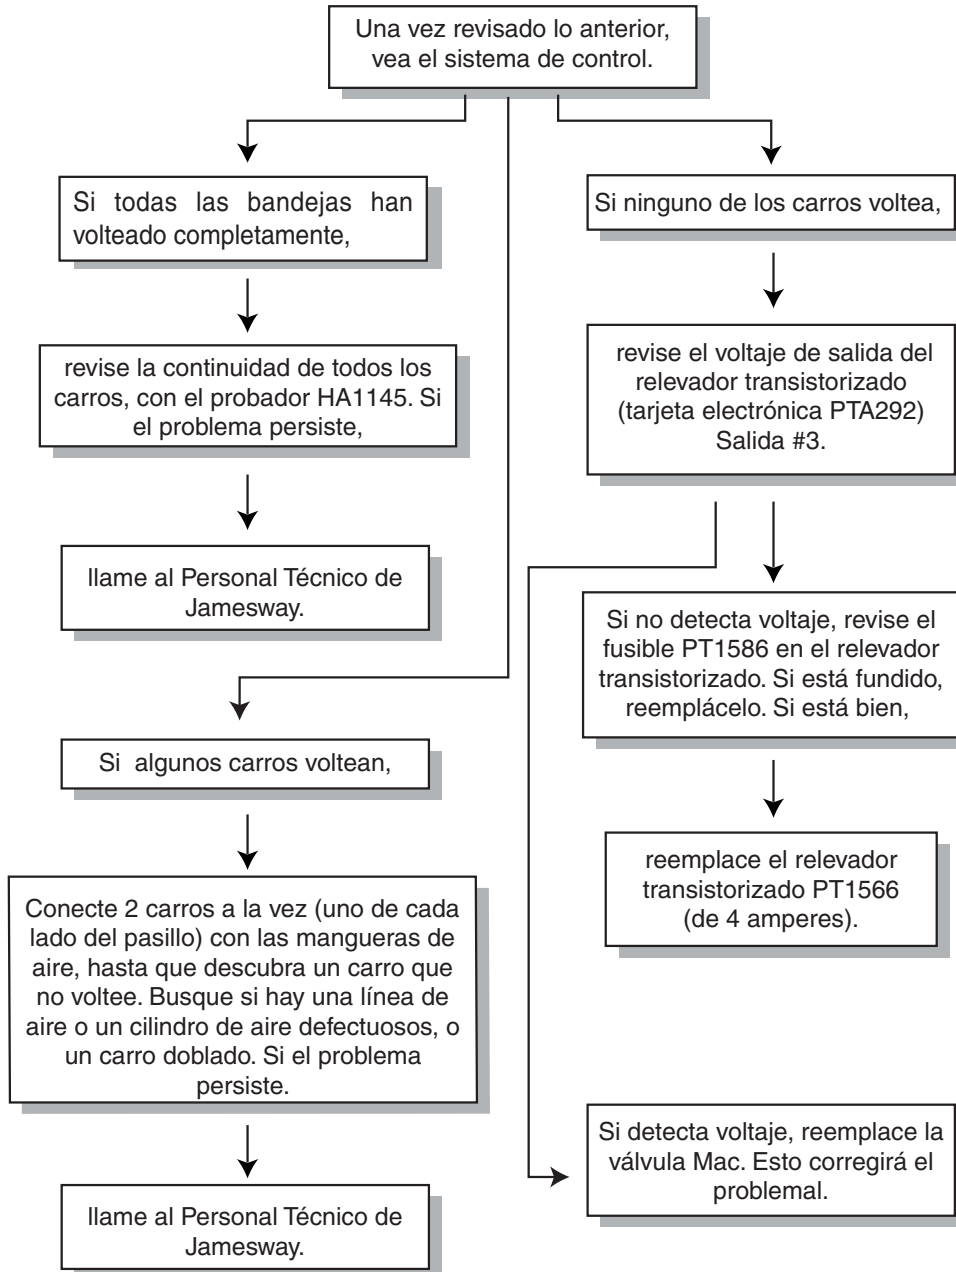 Una vez revisado lo anterior,
vea el sistema de control.
Si todas las bandejas han
volteado completamente,
revise la continuidad de todos los
carros, con el probador HA1145. Si
el problema persiste,
llame al Personal Técnico de
Jamesway.
Si algunos carros voltean,
Conecte 2 carros a la vez (uno de cada
lado del pasillo) con las mangueras de
aire, hasta que descubra un carro que
no voltee. Busque si hay una línea de
aire o un cilindro de aire defectuosos, o
un carro doblado. Si el problema
persiste.
llame al Personal Técnico de
Jamesway.
Si ninguno de los carros voltea,
revise el voltaje de salida del
relevador transistorizado
(tarjeta electrónica PTA292)
Salida #3.
Si no detecta voltaje, revise el
fusible PT1586 en el relevador
transistorizado. Si está fundido,
reemplácelo. Si está bien,
reemplace el relevador
transistorizado PT1566
(de 4 amperes).
Si detecta voltaje, reemplace la
válvula Mac. Esto corregirá el
problemal.